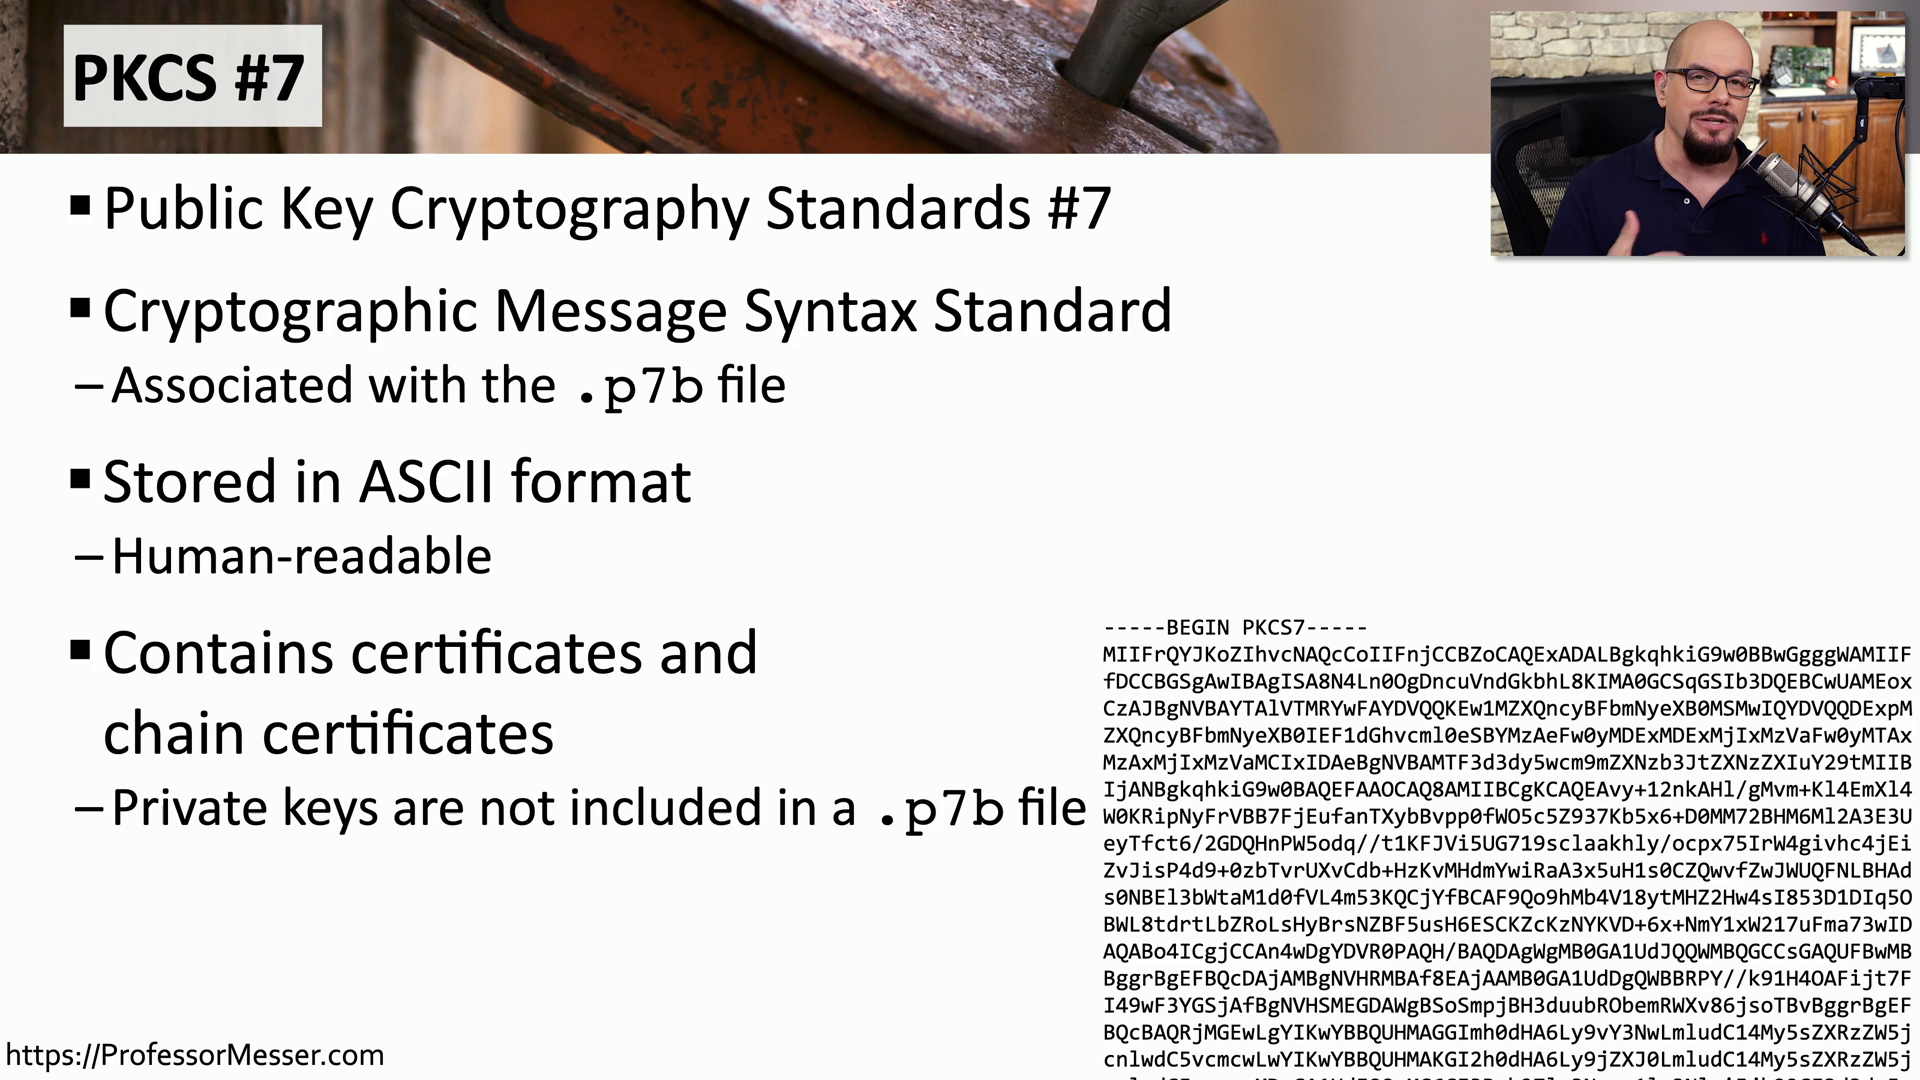 PKCS #7
▪ Public Key Cryptography Standards #7
▪ Cryptographic Message Syntax Standard
– Associated with the .p7b file
▪ Stored in ASCII format
– Human-readable
▪ Contains certificates and
chain certificates
– Private keys are not included in a .p7b file
-----BEGIN PKCS7-----
MIIFrQYJKoZIhvcNAQcCoIIFnjCCBZoCAQExADALBgkqhkiG9w0BBwGggggWAMIIF
fDCCBGSgAwIBAgISA8N4Ln0OgDncuVndGkbhL8KIMA0GCSqGSIb3DQEBCwUAMEox
CzAJBgNVBAYTAlVTMRYwFAYDVQQKEw1MZXQncyBFbmNyeXB0MSMwIQYDVQQDExpM
ZXQncyBFbmNyeXB0IEF1dGhvcml0eSBYMzAeFw0yMDExMDExMjIxMzVaFw0yMTAx
MzAxMjIxMzVaMCIxIDAeBgNVBAMTF3d3dy5wcm9mZXNzb3JtZXNzZXIuY29tMIIB
IjANBgkqhkiG9w0BAQEFAAOCAQ8AMIIBCgKCAQEAvy+12nkAHl/gMvm+Kl4EmXl4
W0KRipNyFrVBB7FjEufanTXybBvpp0fWO5c5Z937Kb5x6+D0MM72BHM6Ml2A3E3U
eyTfct6/2GDQHnPW5odq//t1KFJVi5UG719sclaakhly/ocpx75IrW4givhc4jEi
ZvJisP4d9+0zbTvrUXvCdb+HzKvMHdmYwiRaA3x5uH1s0CZQwvfZwJWUQFNLBHAd
s0NBEl3bWtaM1d0fVL4m53KQCjYfBCAF9Qo9hMb4V18ytMHZ2Hw4sI853D1DIq5O
BWL8tdrtLbZRoLsHyBrsNZBF5usH6ESCKZcKzNYKVD+6x+NmY1xW217uFma73wID
AQABo4ICgjCCAn4wDgYDVR0PAQH/BAQDAgWgMB0GA1UdJQQWMBQGCCsGAQUFBwMB
BggrBgEFBQcDAjAMBgNVHRMBAf8EAjAAMB0GA1UdDgQWBBRPY//k91H4OAFijt7F
I49wF3YGSjAfBgNVHSMEGDAWgBSoSmpjBH3duubRObemRWXv86jsoTBvBggrBgEF
BQcBAQRjMGEwLgYIKwYBBQUHMAGGImh0dHA6Ly9vY3NwLmludC14My5sZXRzZW5j
cnlwdC5vcmcwLwYIKwYBBQUHMAKGI2h0dHA6Ly9jZXJ0LmludC14My5sZXRzZW5j
https://ProfessorMesser.com